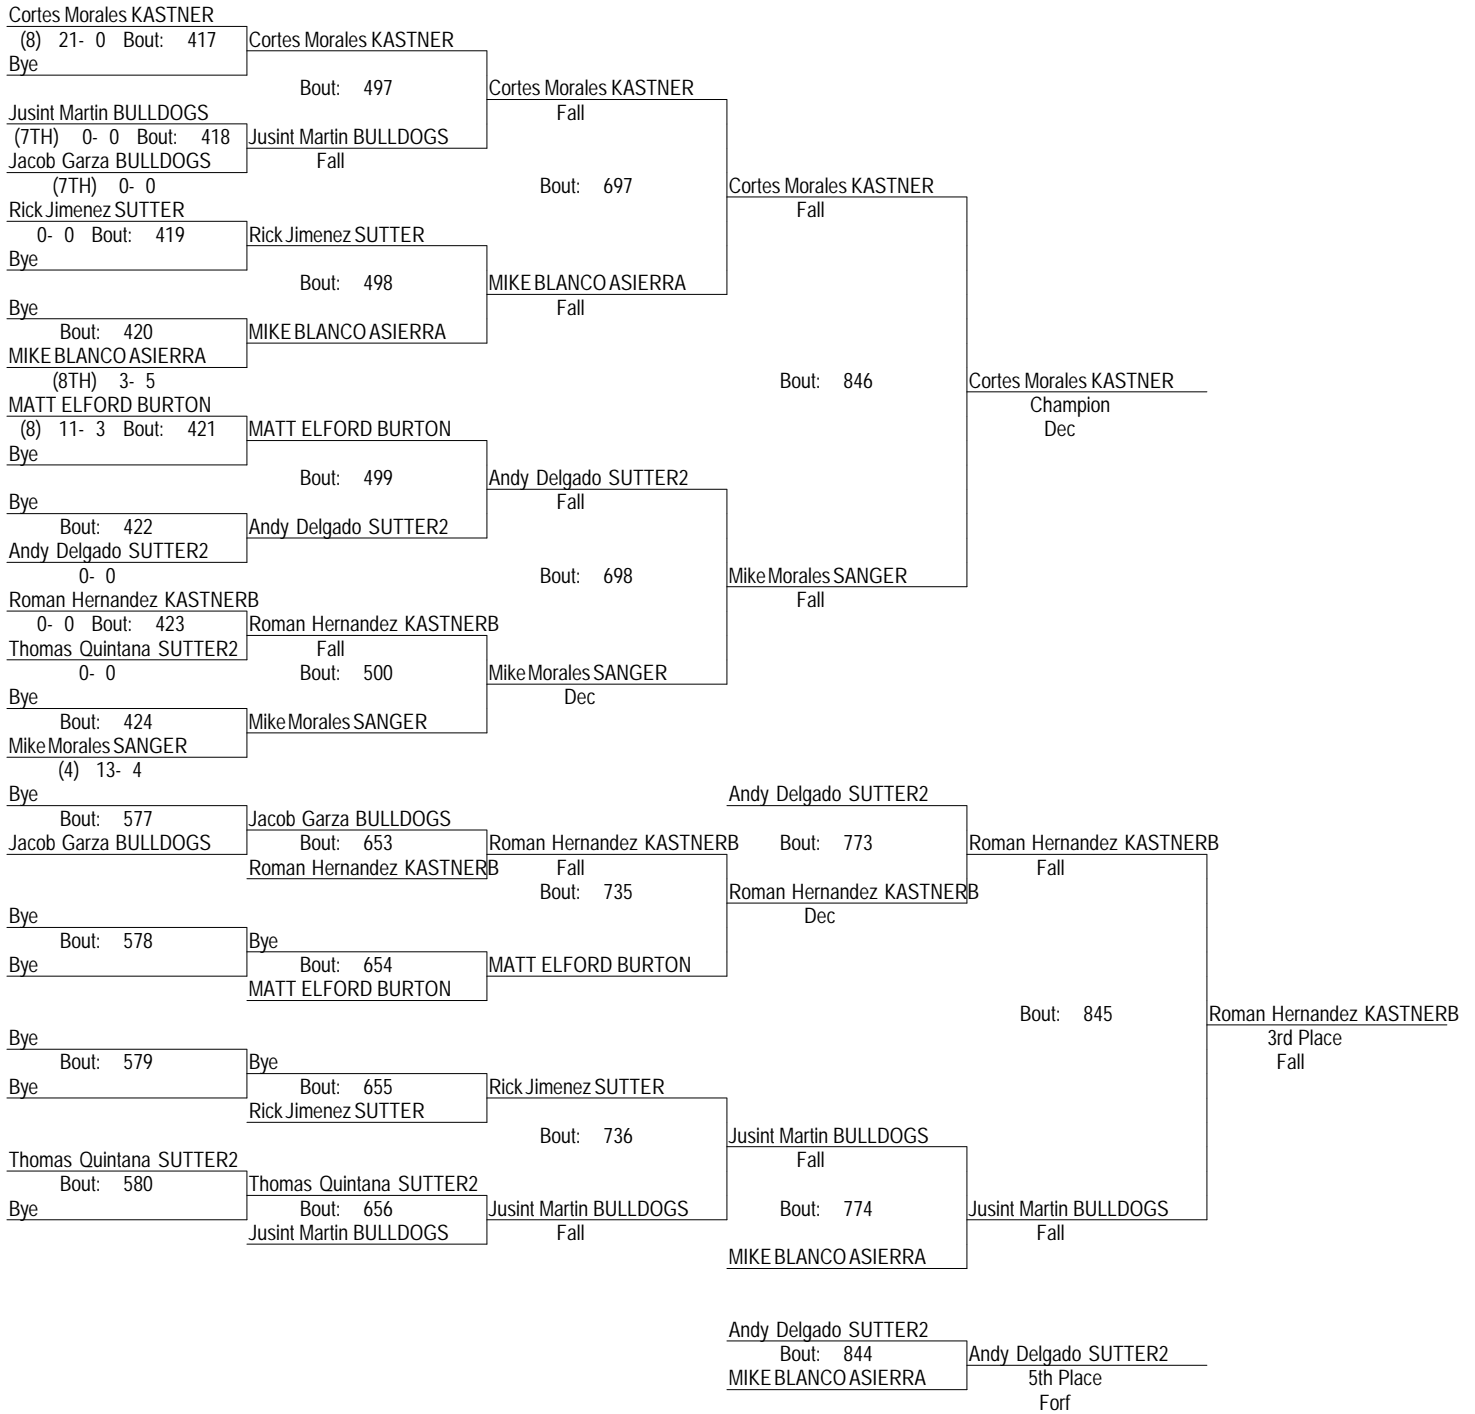 Cortes Morales KASTNER
(8) 21- 0 Bout: 417 Cortes Morales KASTNER
Bye
Bout: 497 Cortes Morales KASTNER
Jusint Martin BULLDOGS Fall
(7TH) 0- 0 Bout: 418 Jusint Martin BULLDOGS
Jacob Garza BULLDOGS Fall
(7TH) 0- 0 Bout: 697 Cortes Morales KASTNER
Rick Jimenez SUTTER Fall
0- 0 Bout: 419 Rick Jimenez SUTTER
Bye
Bout: 498 MIKE BLANCO ASIERRA
Bye Fall
Bout: 420 MIKE BLANCO ASIERRA
MIKE BLANCO ASIERRA
(8TH) 3- 5 Bout: 846 Cortes Morales KASTNER
MATT ELFORD BURTON Champion
(8) 11- 3 Bout: 421 MATT ELFORD BURTON Dec
Bye
Bout: 499 Andy Delgado SUTTER2
Bye Fall
Bout: 422 Andy Delgado SUTTER2
Andy Delgado SUTTER2
0- 0 Bout: 698 Mike Morales SANGER
Roman Hernandez KASTNERB Fall
0- 0 Bout: 423 Roman Hernandez KASTNERB
Thomas Quintana SUTTER2 Fall
0- 0 Bout: 500 Mike Morales SANGER
Bye Dec
Bout: 424 Mike Morales SANGER
Mike Morales SANGER
(4) 13- 4
Bye Andy Delgado SUTTER2
Bout: 577 Jacob Garza BULLDOGS
Jacob Garza BULLDOGS Bout: 653 Roman Hernandez KASTNERB Bout: 773 Roman Hernandez KASTNERB
Roman Hernandez KASTNERB Fall Fall
Bout: 735 Roman Hernandez KASTNERB
Bye Dec
Bout: 578 Bye
Bye Bout: 654 MATT ELFORD BURTON
MATT ELFORD BURTON
Bout: 845 Roman Hernandez KASTNERB
Bye 3rd Place
Bout: 579 Bye Fall
Bye Bout: 655 Rick Jimenez SUTTER
Rick Jimenez SUTTER
Bout: 736 Jusint Martin BULLDOGS
Thomas Quintana SUTTER2 Fall
Bout: 580 Thomas Quintana SUTTER2
Bye Bout: 656 Jusint Martin BULLDOGS Bout: 774 Jusint Martin BULLDOGS
Jusint Martin BULLDOGS Fall Fall
MIKE BLANCO ASIERRA
Andy Delgado SUTTER2
Bout: 844 Andy Delgado SUTTER2
MIKE BLANCO ASIERRA 5th Place
Forf